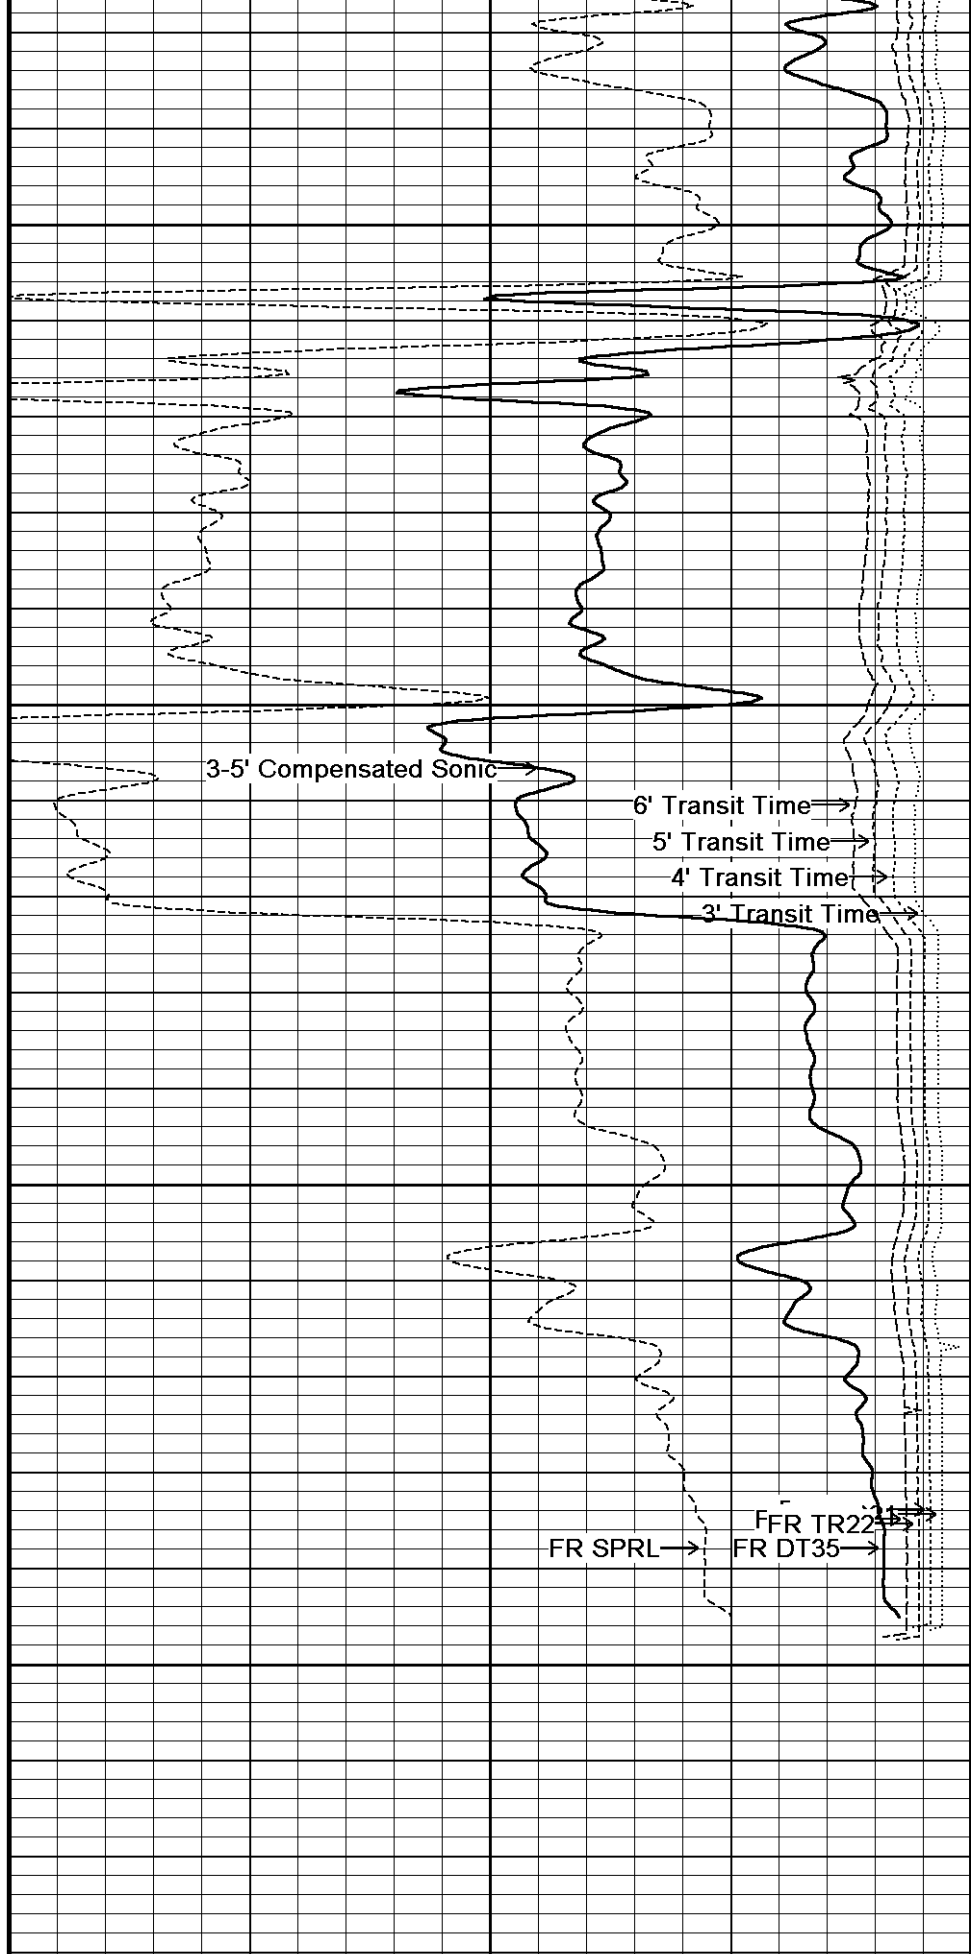 3-5' Compensated Sonic
6' Transit Time
5' Transit Time
4' Transit Time
3' Transit Time
FR TR22
FR SPRL
FR DT35